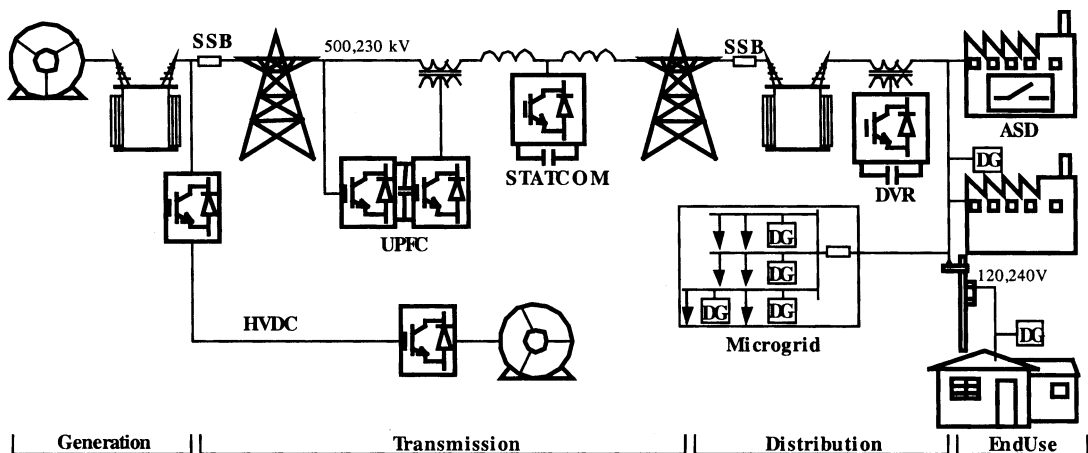 SSB
500,230 kV
SSB
ASD
STATCOM
DVR
DG
UPFC
DG
DG
DG
DG
120,240V
HVDC
Microgrid
DG
Generation
Transmission
Distribution
EndUse